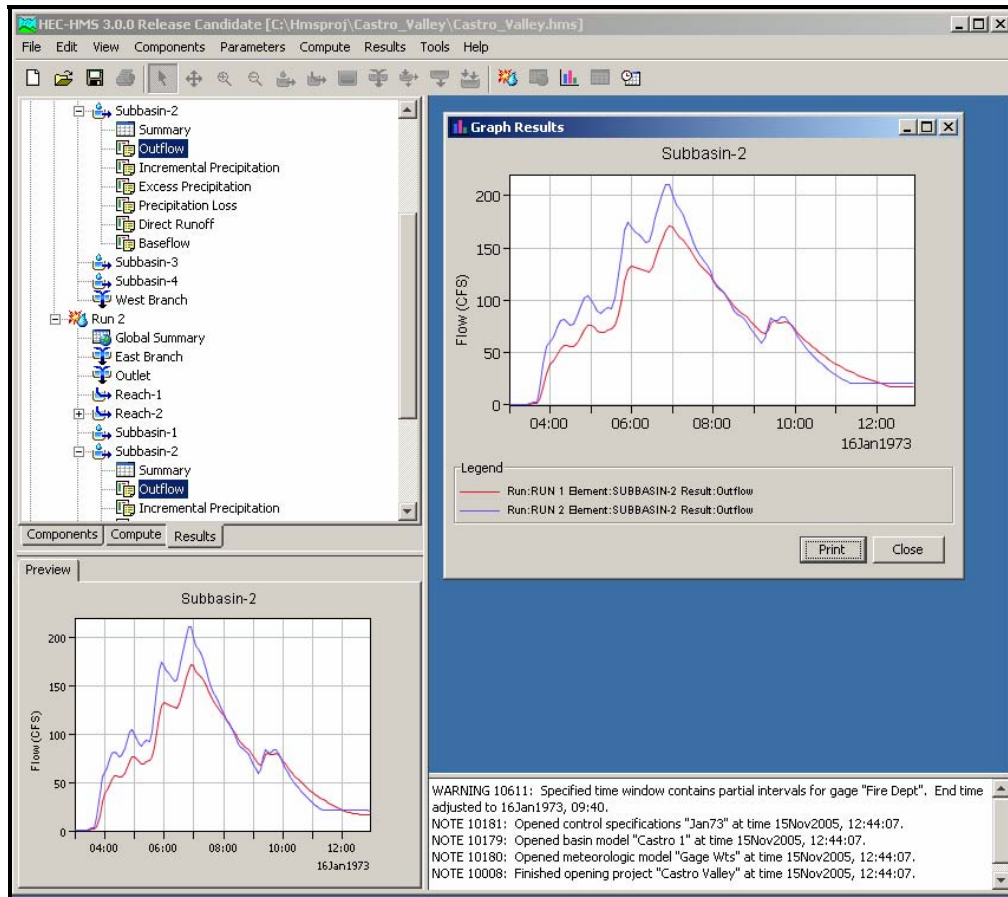 HEC-HMS 3.0.0 Release Candidate [C:\Hmsproj\Castro_Valley\Castro_Valley.hms]
File Edit View Components Parameters Compute Results Tools Help
Subbasin-2
Summary
Outflow
Incremental Precipitation
Excess Precipitation
Precipitation Loss
Direct Runoff
Baseflow
Subbasin-3
Subbasin-4
West Branch
Run 2
Global Summary
East Branch
Outlet
Reach-1
Reach-2
Subbasin-1
Subbasin-2
Summary
Outflow
Incremental Precipitation
Components Compute Results
Preview
Subbasin-2
200
150
100
50
0
Flow (CFS)
04:00 06:00 08:00 10:00 12:00
16Jan1973
Graph Results
Subbasin-2
200
150
100
50
0
Flow (CFS)
04:00 06:00 08:00 10:00 12:00
16Jan1973
Legend
Run:RUN 1 Element:SUBBASIN-2 Result:Outflow
Run:RUN 2 Element:SUBBASIN-2 Result:Outflow
Print Close
WARNING 10611: Specified time window contains partial intervals for gage "Fire Dept". End time
adjusted to 16Jan1973, 09:40.
NOTE 10181: Opened control specifications "Jan73" at time 15Nov2005, 12:44:07.
NOTE 10179: Opened basin model "Castro 1" at time 15Nov2005, 12:44:07.
NOTE 10180: Opened meteorologic model "Gage Wts" at time 15Nov2005, 12:44:07.
NOTE 10008: Finished opening project "Castro Valley" at time 15Nov2005, 12:44:07.